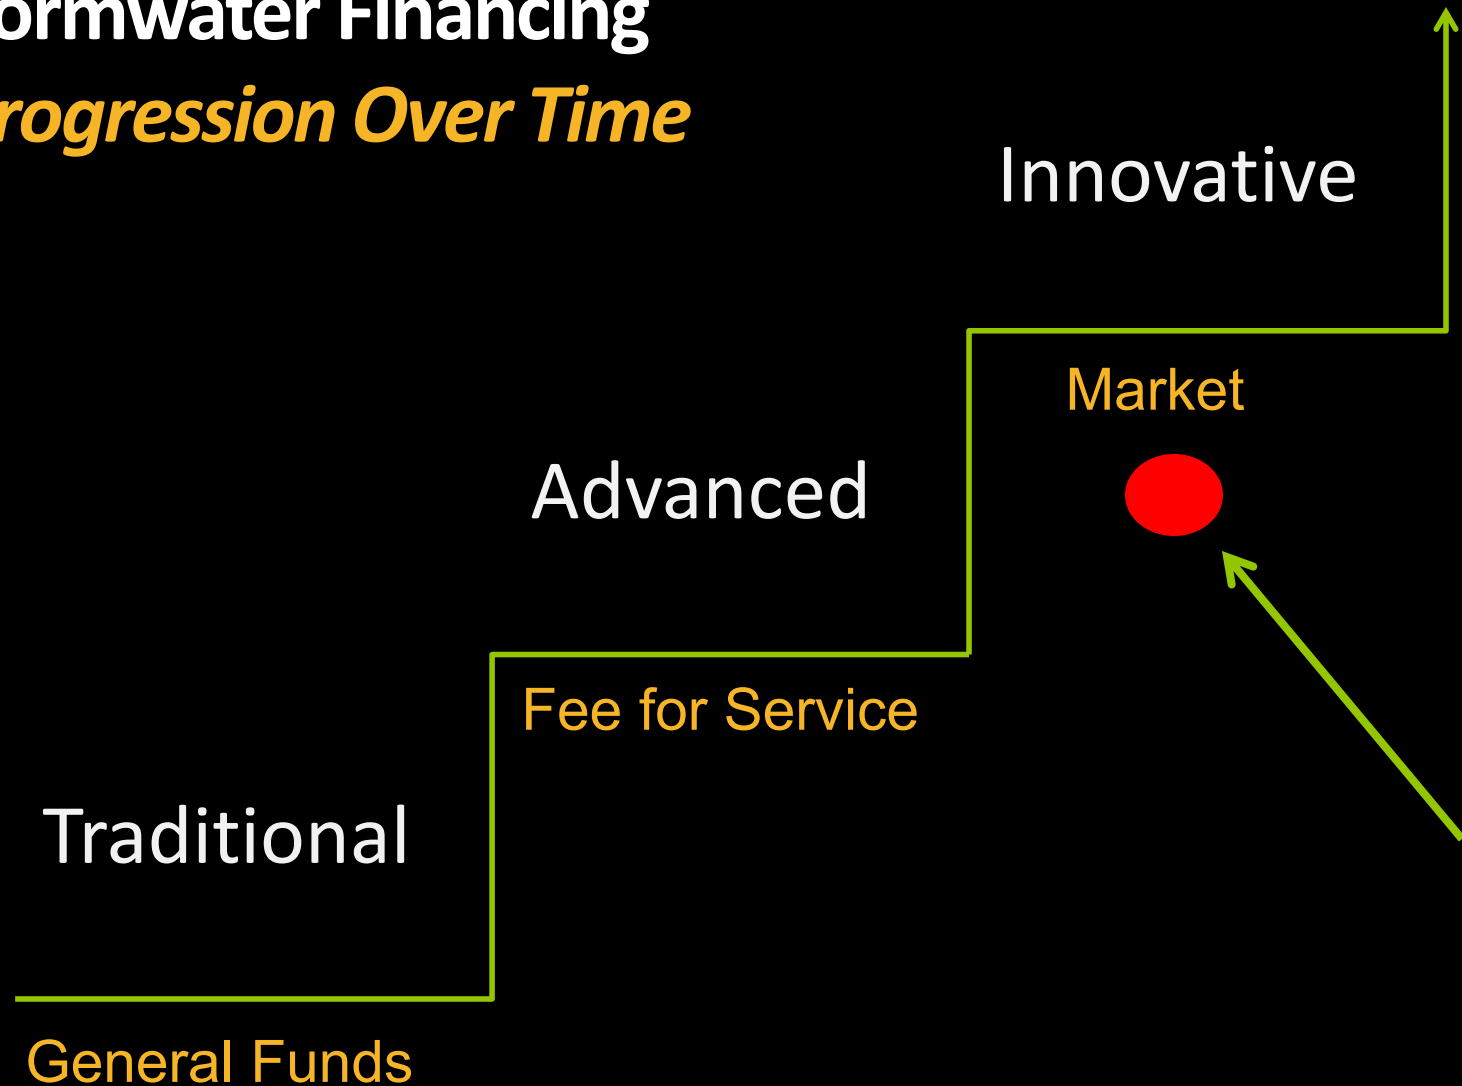 ormwater Financing
rogression Over Time
Innovative
Market
Advanced
Fee for Service
Traditional
General Funds